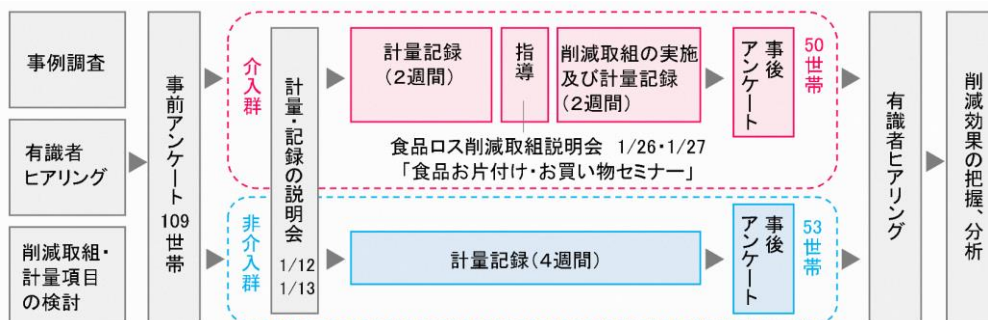 事例調査
有識者
ヒアリング
削減取組・
計量項目
の検討
事前アンケート
109
世帯
介入群
非介入群
計量・記録の説明会
1/12
1/13
計量記録
(2週間)
指導
削減取組の実施
及び計量記録
(2週間)
事後
アンケート
50
世帯
食品ロス削減取組説明会 1/26・1/27
「食品お片付け・お買い物セミナー」
計量記録(4週間)
事後
アンケート
53
世帯
有識者ヒアリング
削減効果の把握、分析